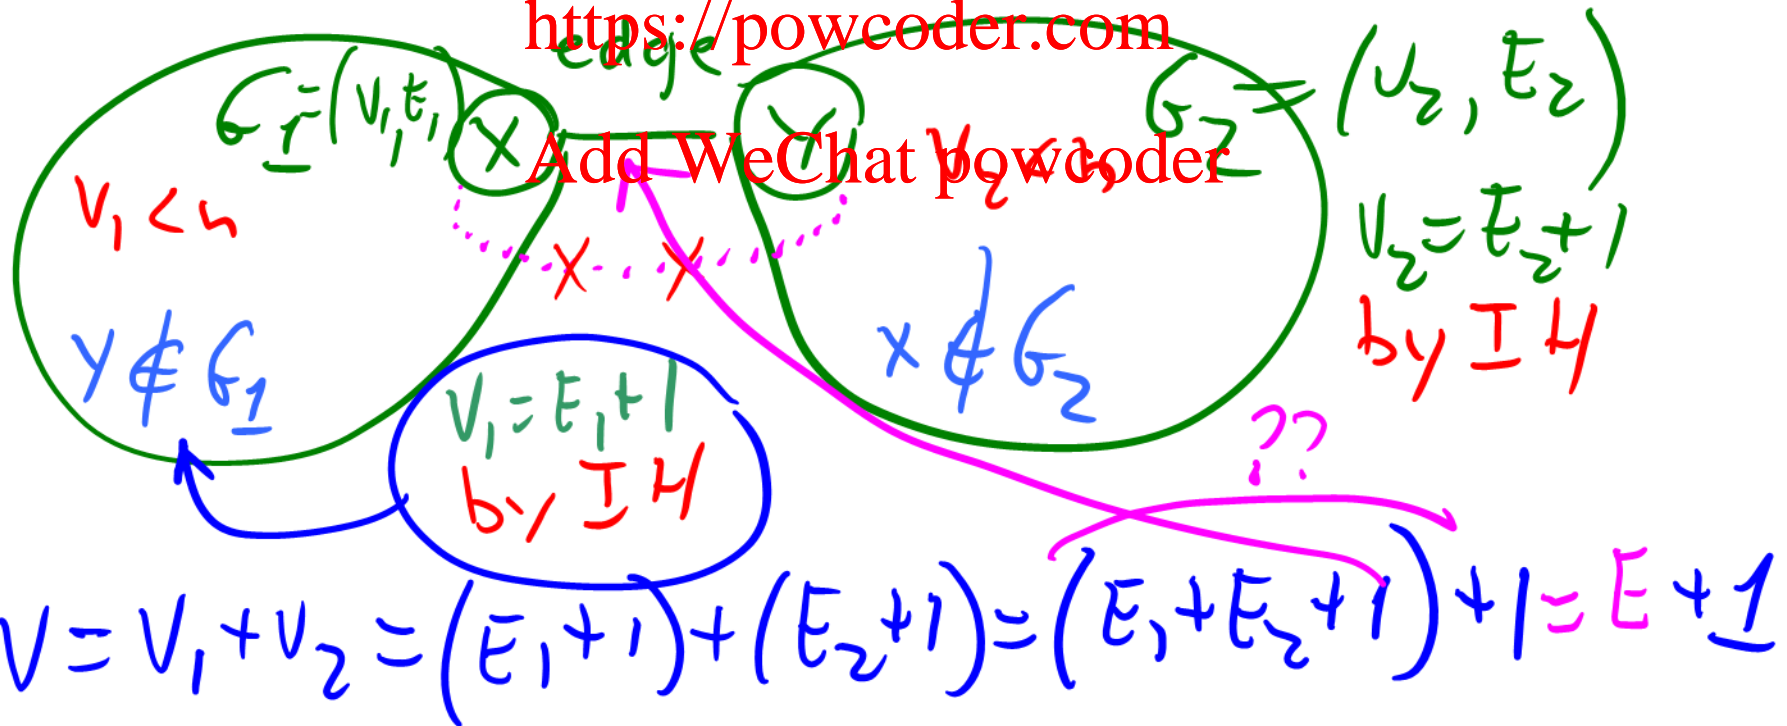 https://powcoder.com
edge
G₁=(V₁,E₁) X Y G₂ = (V₂, E₂)
Add WeChat powcoder
V₁ < n V₂ < n V₂ = E₂ + 1
X X by IH
Y ∉ G₁ X ∉ G₂
V₁ = E₁ + 1
by IH
??
V = V₁ + V₂ = (E₁ + 1) + (E₂ + 1) = (E₁ + E₂ + 1) + 1 = E + 1